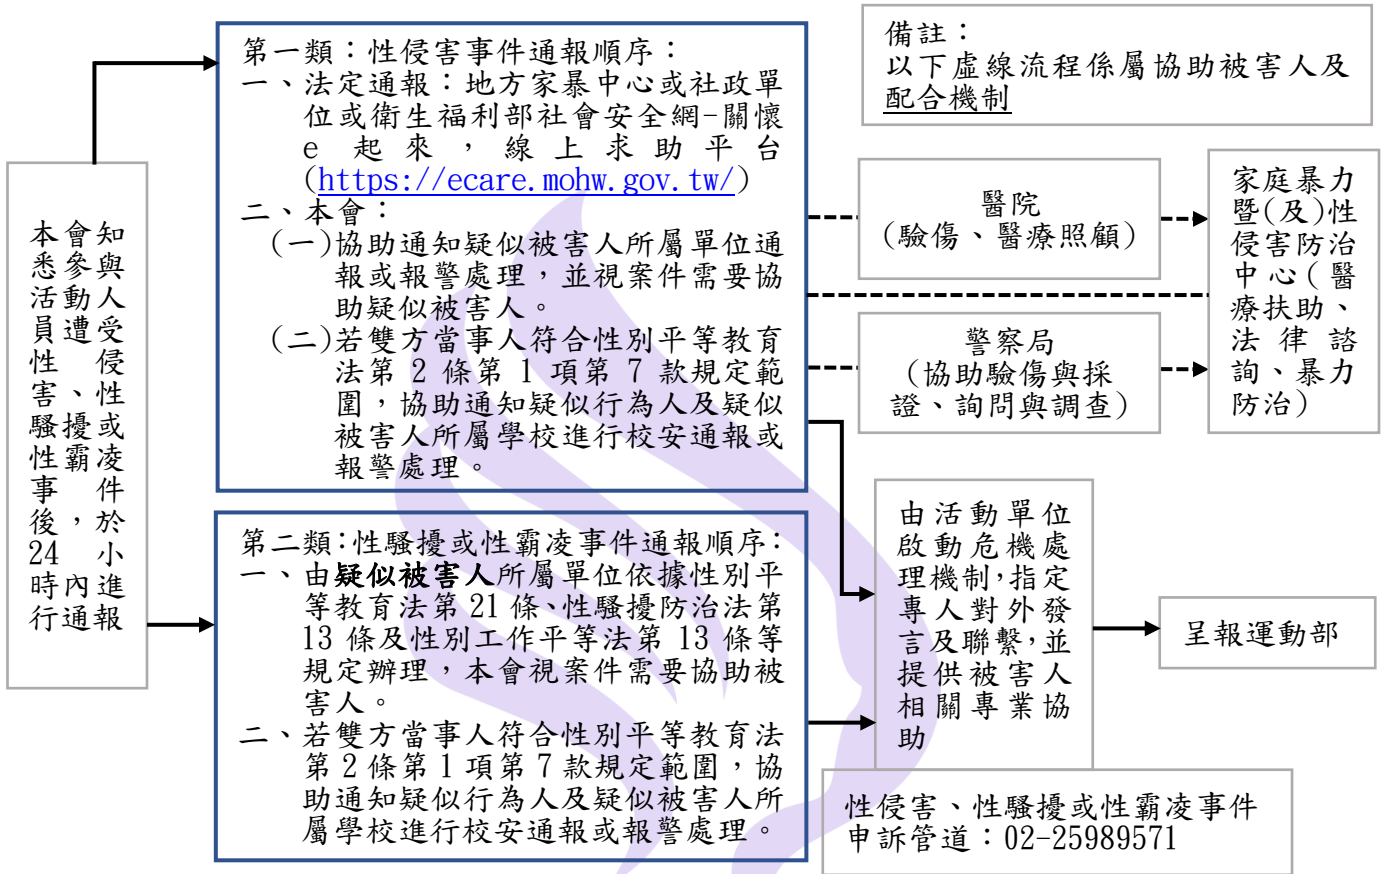 本會知
悉參與
活動人
員遭受
性侵
害、性
騷擾或
性霸凌
事件
後，於
24 小
時內進
行通報
第一類：性侵害事件通報順序：
一、法定通報：地方家暴中心或社政單
位或衛生福利部社會安全網-關懷
e 起來，線上求助平台
(https://ecare.mohw.gov.tw/)
二、本會：
(一)協助通知疑似被害人所屬單位通
報或報警處理，並視案件需要協
助疑似被害人。
(二)若雙方當事人符合性別平等教育
法第 2 條第 1 項第 7 款規定範
圍，協助通知疑似行為人及疑似
被害人所屬學校進行校安通報或
報警處理。
第二類：性騷擾或性霸凌事件通報順序：
一、由疑似被害人所屬單位依據性別平
等教育法第 21 條、性騷擾防治法第
13 條及性別工作平等法第 13 條等
規定辦理，本會視案件需要協助被
害人。
二、若雙方當事人符合性別平等教育法
第 2 條第 1 項第 7 款規定範圍，協
助通知疑似行為人及疑似被害人所
屬學校進行校安通報或報警處理。
備註：
以下虛線流程係屬協助被害人及
配合機制
醫院
(驗傷、醫療照顧)
警察局
(協助驗傷與採
證、詢問與調查)
家庭暴力
暨(及)性
侵害防治
中心(醫
療扶助、
法律諮
詢、暴力
防治)
由活動單位
啟動危機處
理機制，指定
專人對外發
言及聯繫，並
提供被害人
相關專業協
助
呈報運動部
性侵害、性騷擾或性霸凌事件
申訴管道：02-25989571